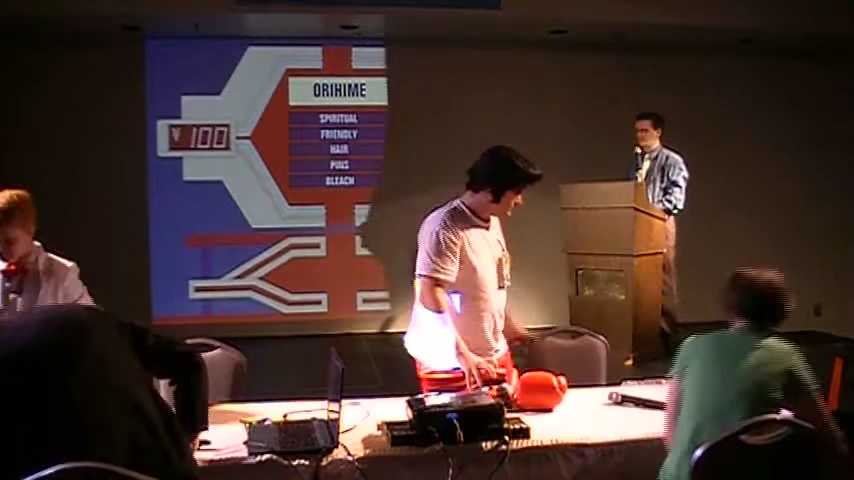 ORIHIME
SPIRITUAL
FRIENDLY
¥ 100
HAIR
PINS
BLEACH